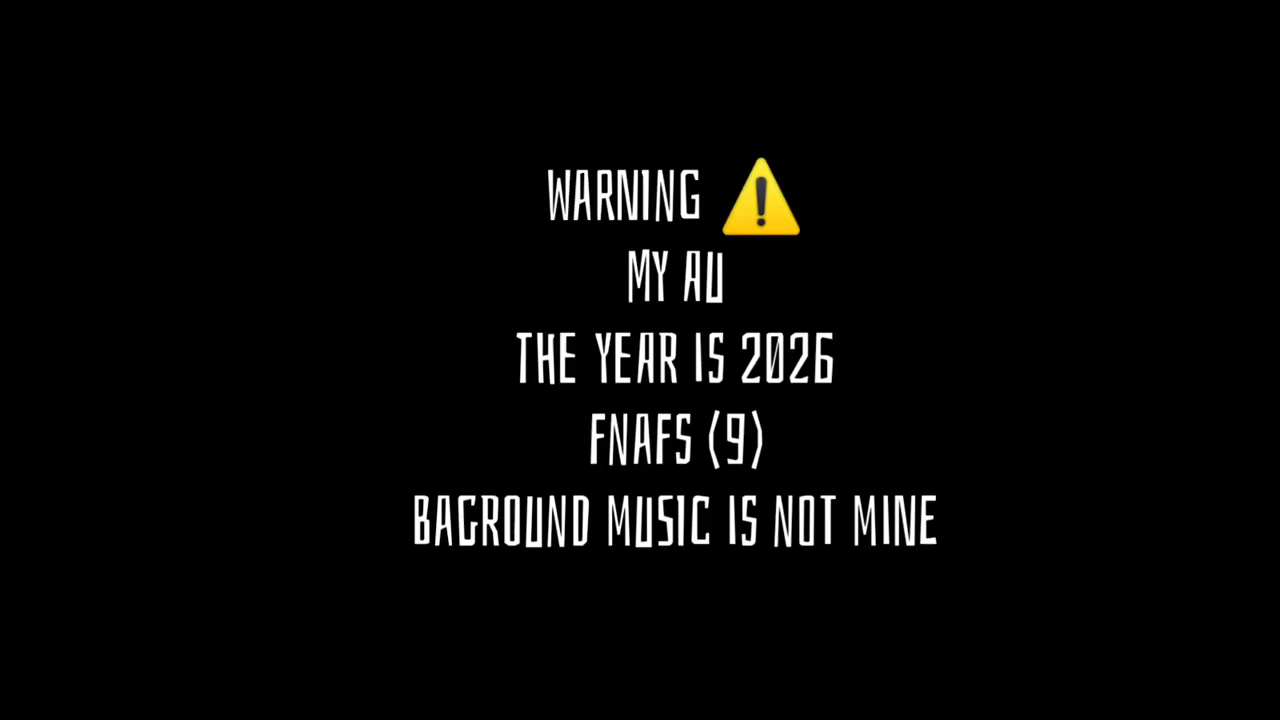 WARNING ⚠️
MY AU
THE YEAR IS 2026
FNAFS (9)
BAGROUND MUSIC IS NOT MINE